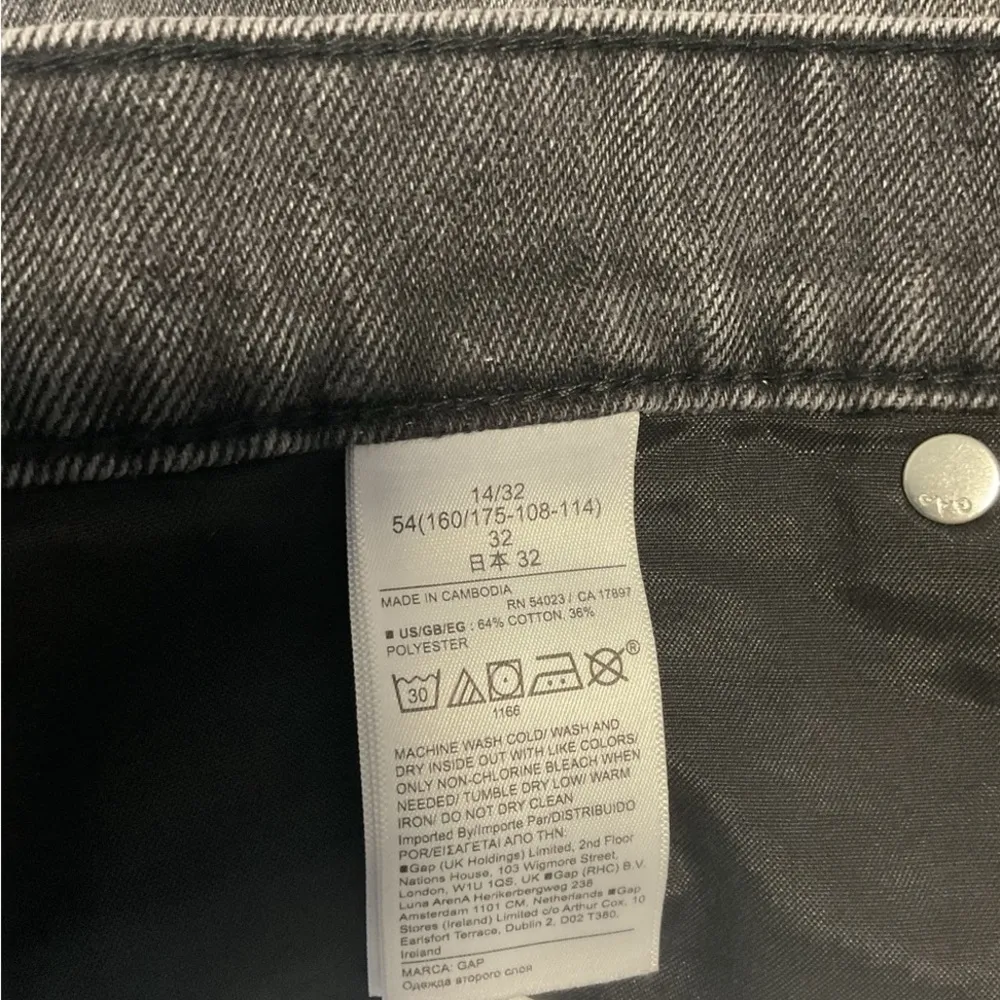 14/32
54(160/175-108-114)
32
日本 32
MADE IN CAMBODIA
RN 54023 / CA 17897
■ US/GB/EG : 64% COTTON, 36%
POLYESTER
30
®
1166
MACHINE WASH COLD/ WASH AND
DRY INSIDE OUT WITH LIKE COLORS/
ONLY NON-CHLORINE BLEACH WHEN
NEEDED/ TUMBLE DRY LOW/ WARM
IRON/ DO NOT DRY CLEAN
Imported By/Importe Par/DISTRIBUIDO
POR/ΕΙΣΑΓΕΤΑΙ ΑΠΟ ΤΗΝ:
■Gap (UK Holdings) Limited, 2nd Floor
Nations House, 103 Wigmore Street,
London, W1U 1QS, UK ■Gap (RHC) B.V.
Luna ArenA Herikerbergweg 238
Amsterdam 1101 CM, Netherlands ■Gap
Stores (Ireland) Limited c/o Arthur Cox, 10
Earlsfort Terrace, Dublin 2, D02 T380,
Ireland
MARCA: GAP
Одежда второго слоя